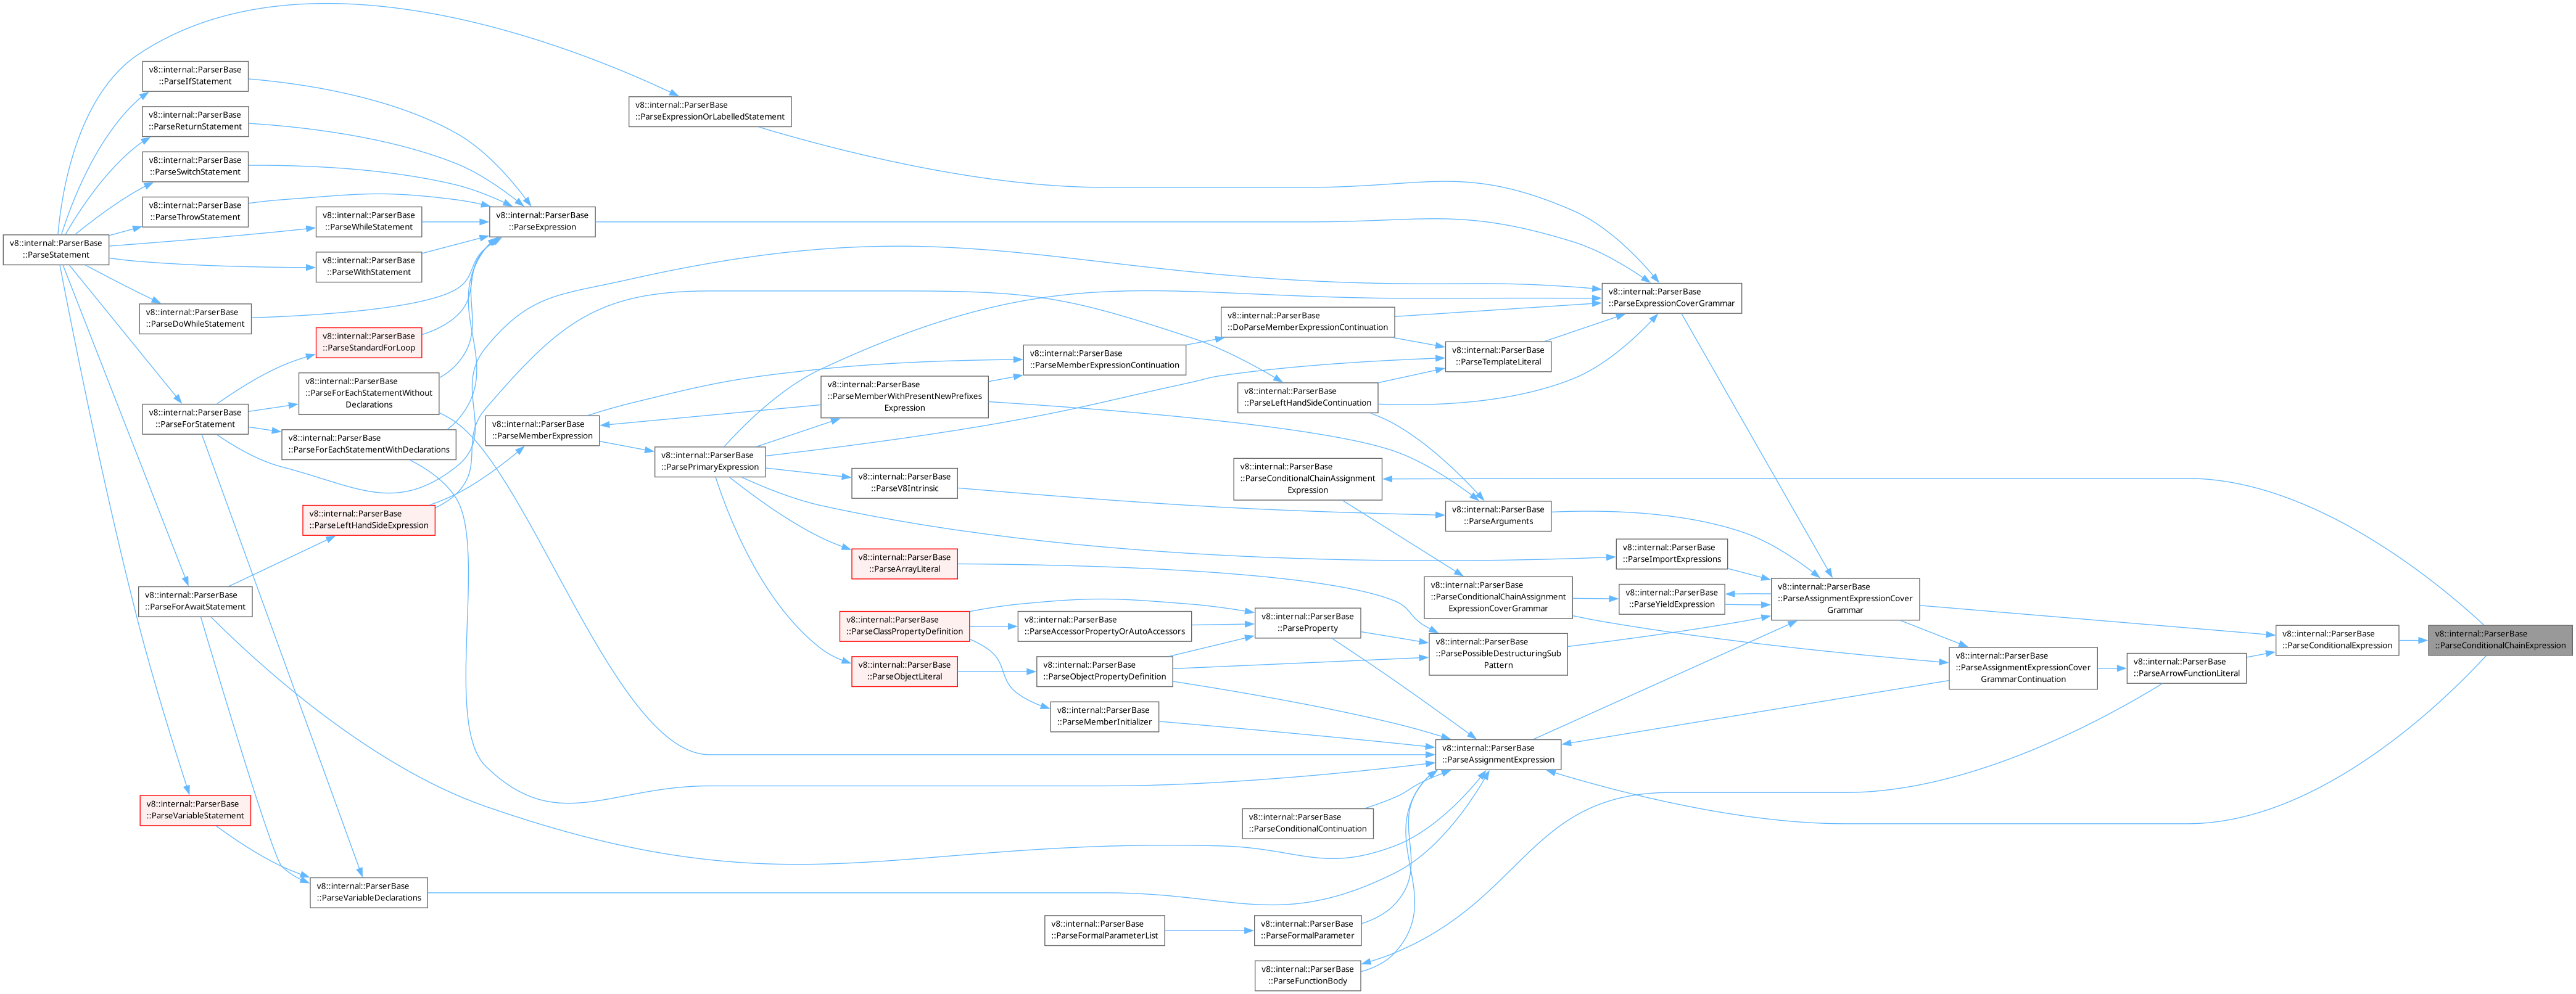 v8::internal::ParserBase
::ParseStatement
v8::internal::ParserBase
::ParseIfStatement
v8::internal::ParserBase
::ParseReturnStatement
v8::internal::ParserBase
::ParseSwitchStatement
v8::internal::ParserBase
::ParseThrowStatement
v8::internal::ParserBase
::ParseDoWhileStatement
v8::internal::ParserBase
::ParseForStatement
v8::internal::ParserBase
::ParseForAwaitStatement
v8::internal::ParserBase
::ParseVariableStatement
v8::internal::ParserBase
::ParseWhileStatement
v8::internal::ParserBase
::ParseWithStatement
v8::internal::ParserBase
::ParseStandardForLoop
v8::internal::ParserBase
::ParseForEachStatementWithout
Declarations
v8::internal::ParserBase
::ParseForEachStatementWithDeclarations
v8::internal::ParserBase
::ParseLeftHandSideExpression
v8::internal::ParserBase
::ParseVariableDeclarations
v8::internal::ParserBase
::ParseExpression
v8::internal::ParserBase
::ParseMemberExpression
v8::internal::ParserBase
::ParseExpressionOrLabelledStatement
v8::internal::ParserBase
::ParsePrimaryExpression
v8::internal::ParserBase
::ParseMemberWithPresentNewPrefixes
Expression
v8::internal::ParserBase
::ParseV8Intrinsic
v8::internal::ParserBase
::ParseArrayLiteral
v8::internal::ParserBase
::ParseClassPropertyDefinition
v8::internal::ParserBase
::ParseObjectLiteral
v8::internal::ParserBase
::ParseMemberExpressionContinuation
v8::internal::ParserBase
::ParseAccessorPropertyOrAutoAccessors
v8::internal::ParserBase
::ParseObjectPropertyDefinition
v8::internal::ParserBase
::ParseMemberInitializer
v8::internal::ParserBase
::ParseFormalParameterList
v8::internal::ParserBase
::DoParseMemberExpressionContinuation
v8::internal::ParserBase
::ParseLeftHandSideContinuation
v8::internal::ParserBase
::ParseConditionalChainAssignment
Expression
v8::internal::ParserBase
::ParseProperty
v8::internal::ParserBase
::ParseConditionalContinuation
v8::internal::ParserBase
::ParseFormalParameter
v8::internal::ParserBase
::ParseFunctionBody
v8::internal::ParserBase
::ParseTemplateLiteral
v8::internal::ParserBase
::ParseArguments
v8::internal::ParserBase
::ParseConditionalChainAssignment
ExpressionCoverGrammar
v8::internal::ParserBase
::ParsePossibleDestructuringSub
Pattern
v8::internal::ParserBase
::ParseAssignmentExpression
v8::internal::ParserBase
::ParseExpressionCoverGrammar
v8::internal::ParserBase
::ParseImportExpressions
v8::internal::ParserBase
::ParseYieldExpression
v8::internal::ParserBase
::ParseAssignmentExpressionCover
Grammar
v8::internal::ParserBase
::ParseAssignmentExpressionCover
GrammarContinuation
v8::internal::ParserBase
::ParseArrowFunctionLiteral
v8::internal::ParserBase
::ParseConditionalExpression
v8::internal::ParserBase
::ParseConditionalChainExpression